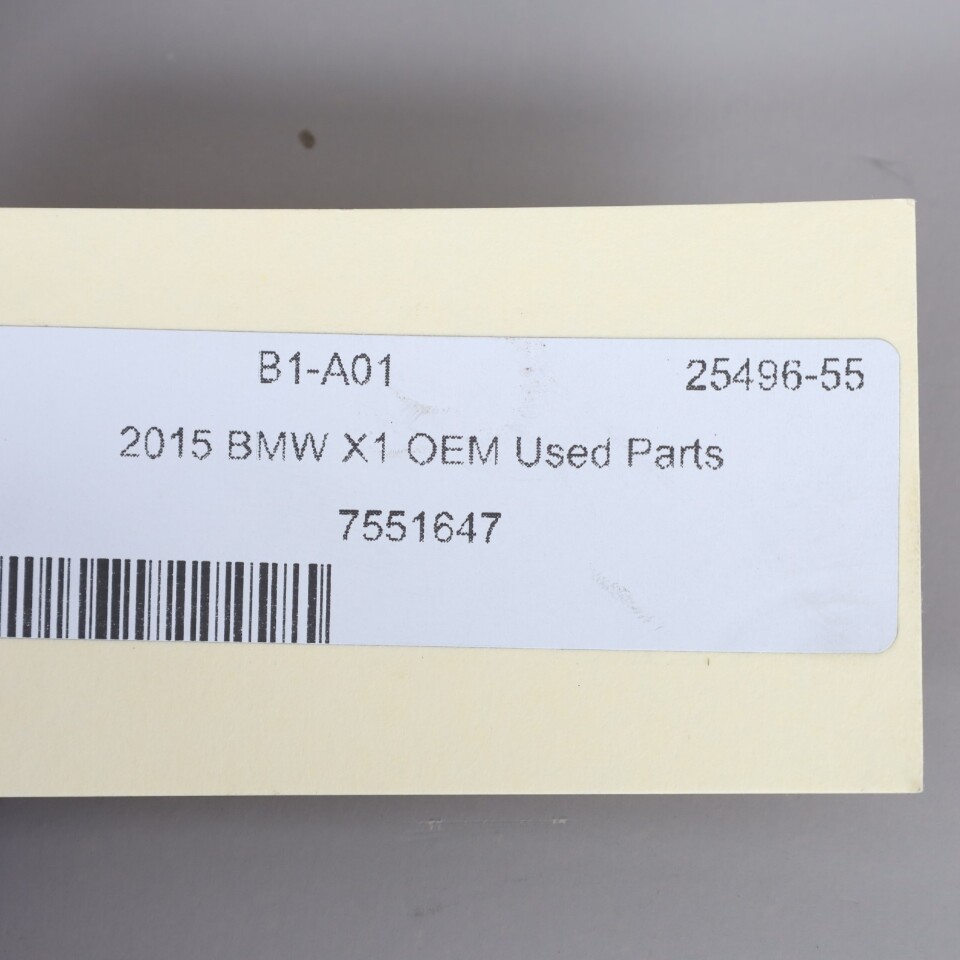 B1-A01 25496-55
2015 BMW X1 OEM Used Parts
7551647